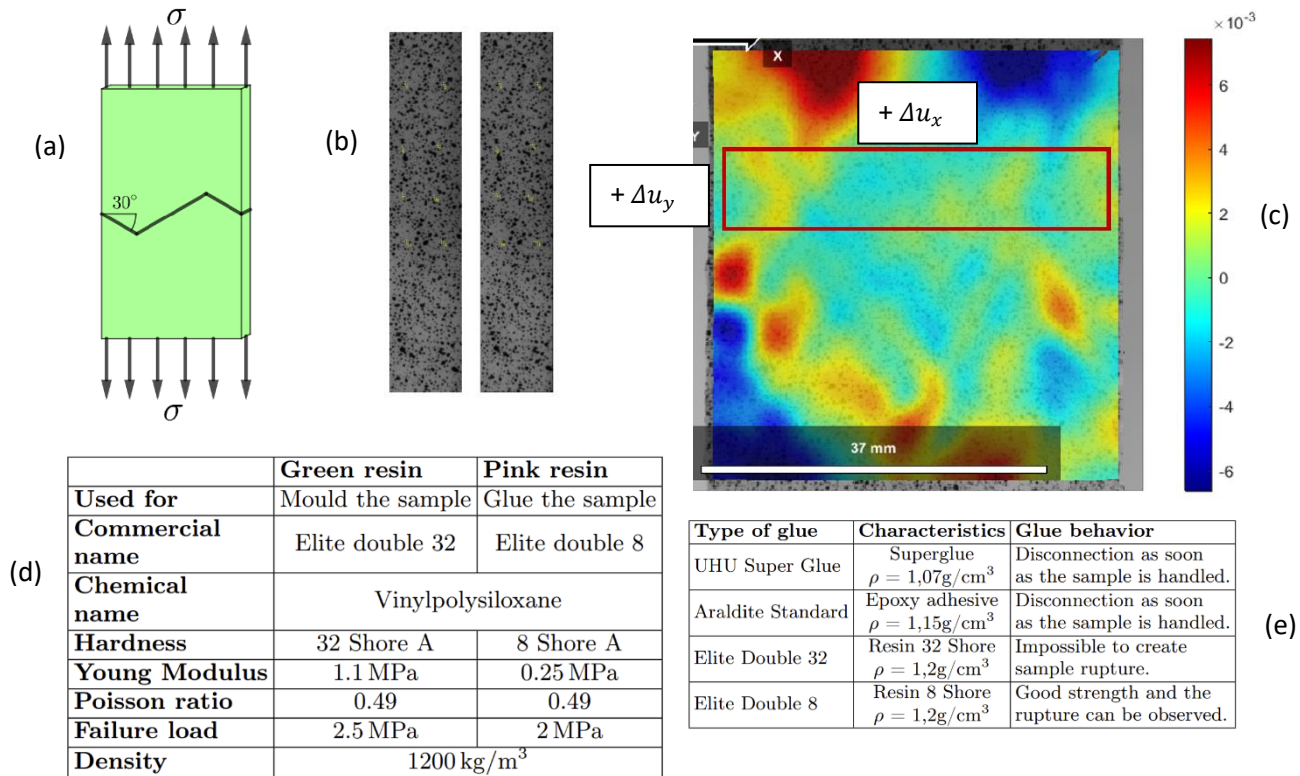 σ
(a)
30°
σ
(b)
X
Y
+ Δu_x
+ Δu_y
37 mm
×10⁻³
6
4
2
0
-2
-4
-6
(c)
(d)
Green resin Pink resin
Used for Mould the sample Glue the sample
Commercial name Elite double 32 Elite double 8
Chemical name Vinylpolysiloxane
Hardness 32 Shore A 8 Shore A
Young Modulus 1.1 MPa 0.25 MPa
Poisson ratio 0.49 0.49
Failure load 2.5 MPa 2 MPa
Density 1200 kg/m³
Type of glue Characteristics Glue behavior
UHU Super Glue Superglue ρ = 1,07g/cm³ Disconnection as soon as the sample is handled.
Araldite Standard Epoxy adhesive ρ = 1,15g/cm³ Disconnection as soon as the sample is handled.
Elite Double 32 Resin 32 Shore ρ = 1,2g/cm³ Impossible to create sample rupture.
Elite Double 8 Resin 8 Shore ρ = 1,2g/cm³ Good strength and the rupture can be observed.
(e)